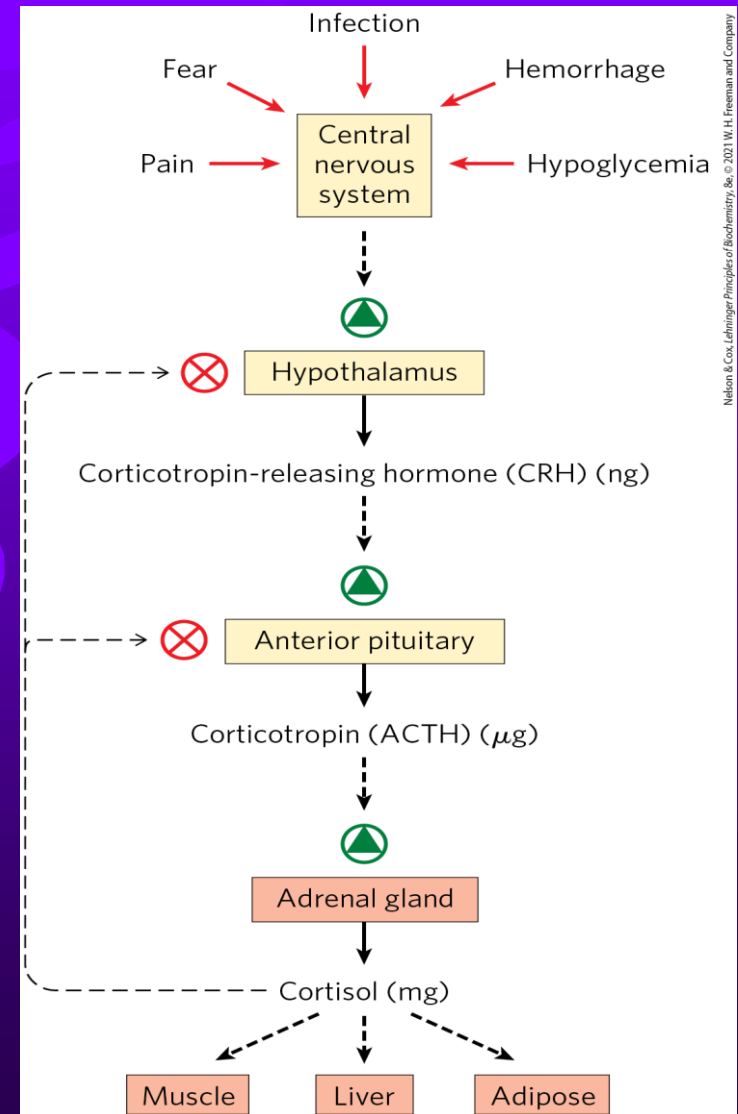 Infection
Fear
Hemorrhage
Central
nervous
system
Pain
Hypoglycemia
Hypothalamus
Corticotropin-releasing hormone (CRH) (ng)
Anterior pituitary
Corticotropin (ACTH) (μg)
Adrenal gland
Cortisol (mg)
Muscle
Liver
Adipose
Nelson & Cox, Lehninger Principles of Biochemistry, 8e, © 2021 W. H. Freeman and Company